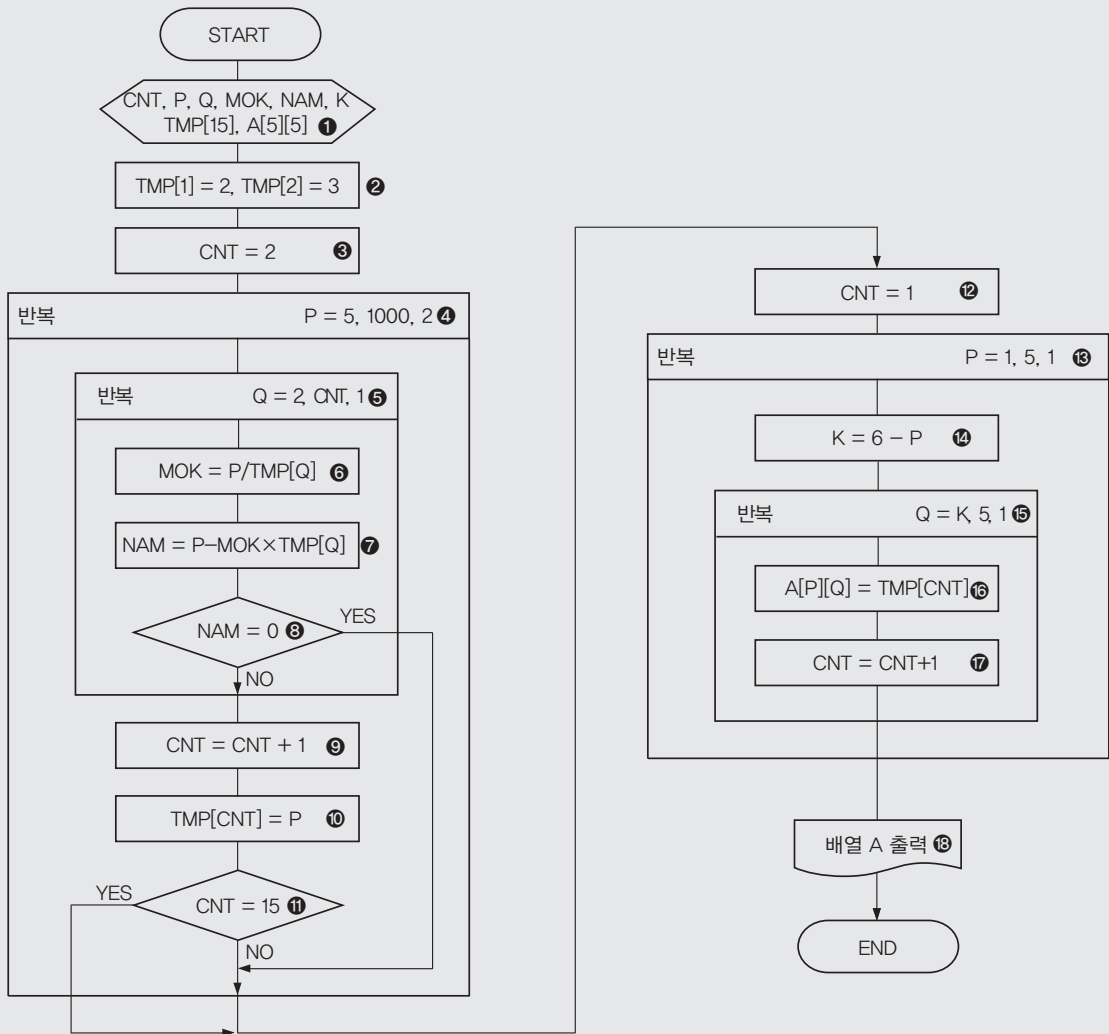 START
CNT, P, Q, MOK, NAM, K
TMP[15], A[5][5] ❶
TMP[1] = 2, TMP[2] = 3 ❷
CNT = 2 ❸
반복 P = 5, 1000, 2 ❹
반복 Q = 2, CNT, 1 ❺
MOK = P/TMP[Q] ❻
NAM = P−MOK×TMP[Q] ❼
NAM = 0 ❽
YES
NO
CNT = CNT + 1 ❾
TMP[CNT] = P ❿
CNT = 15 ⓫
YES
NO
CNT = 1 ⓬
반복 P = 1, 5, 1 ⓭
K = 6 − P ⓮
반복 Q = K, 5, 1 ⓯
A[P][Q] = TMP[CNT] ⓰
CNT = CNT+1 ⓱
배열 A 출력 ⓲
END